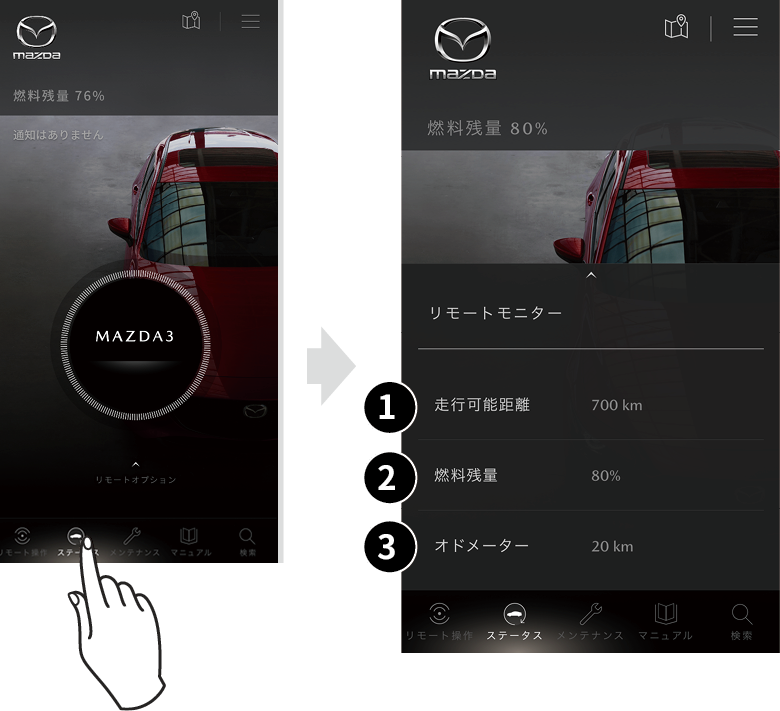 mazda
燃料残量 76%
通知はありません
MAZDA3
リモートオプション
リモート操作
ステータス
メンテナンス
マニュアル
検索
mazda
燃料残量 80%
リモートモニター
1 走行可能距離 700 km
2 燃料残量 80%
3 オドメーター 20 km
リモート操作
ステータス
メンテナンス
マニュアル
検索